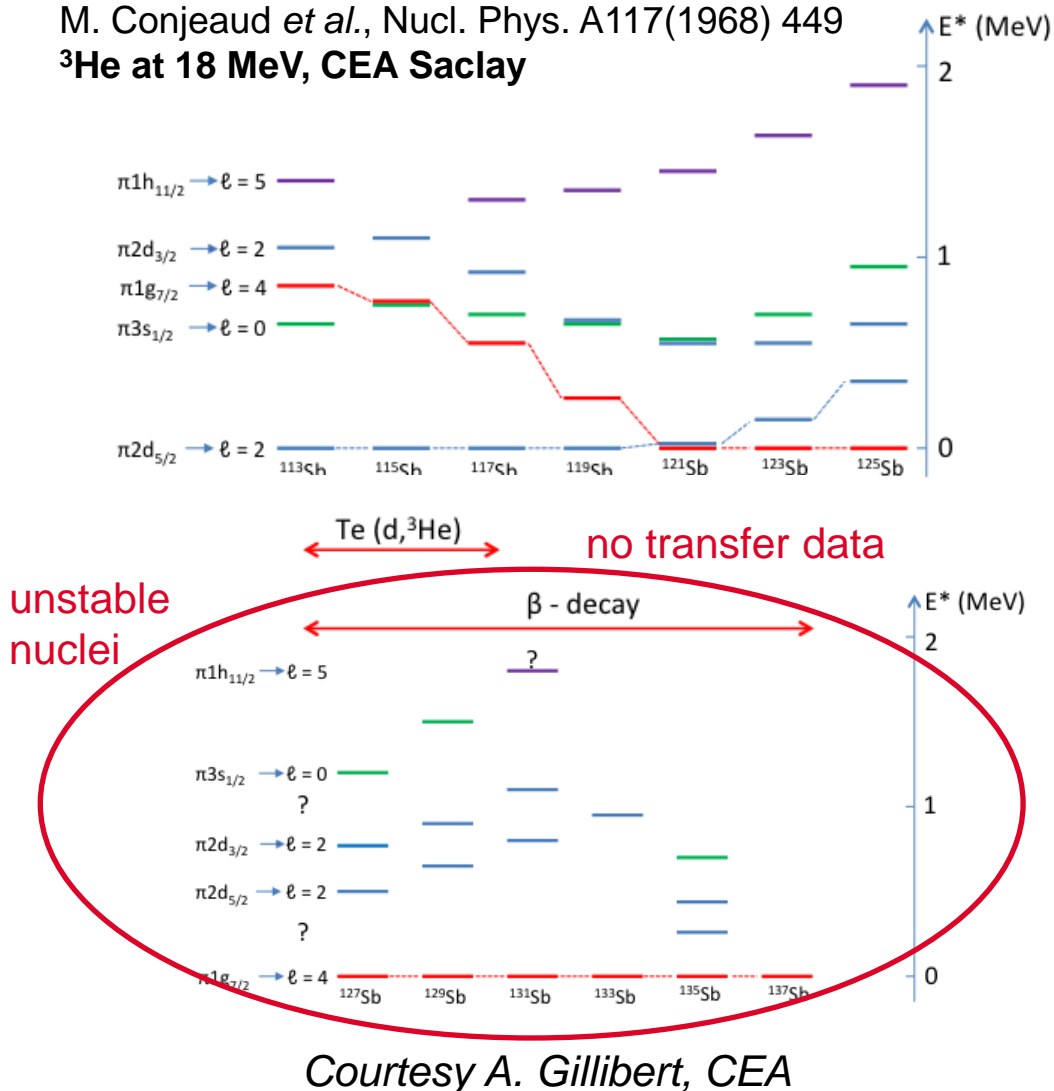 M. Conjeaud et al., Nucl. Phys. A117(1968) 449
³He at 18 MeV, CEA Saclay
E* (MeV)
2
π1h₁₁/₂ → ℓ = 5
π2d₃/₂ → ℓ = 2
1
π1g₇/₂ → ℓ = 4
π3s₁/₂ → ℓ = 0
π2d₅/₂ → ℓ = 2
0
¹¹³Sb ¹¹⁵Sb ¹¹⁷Sb ¹¹⁹Sb ¹²¹Sb ¹²³Sb ¹²⁵Sb
Te (d,³He)
no transfer data
unstable
nuclei
β - decay
E* (MeV)
2
?
π1h₁₁/₂ → ℓ = 5
π3s₁/₂ → ℓ = 0
?
1
π2d₃/₂ → ℓ = 2
π2d₅/₂ → ℓ = 2
?
π1g₇/₂ → ℓ = 4
0
¹²⁷Sb ¹²⁹Sb ¹³¹Sb ¹³³Sb ¹³⁵Sb ¹³⁷Sb
Courtesy A. Gillibert, CEA